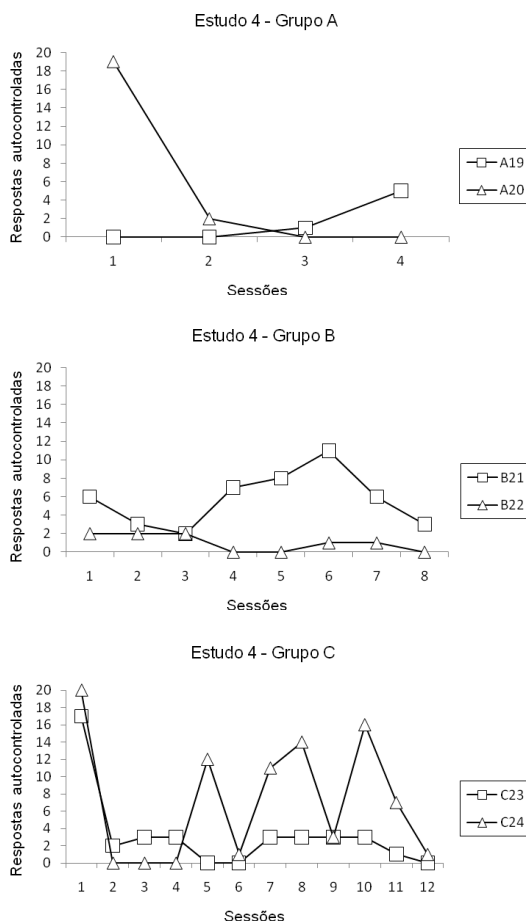 Estudo 4 - Grupo A
Respostas autocontroladas
20
18
16
14
12
10
8
6
4
2
0
1 2 3 4
Sessões
A19
A20
Estudo 4 - Grupo B
Respostas autocontroladas
20
18
16
14
12
10
8
6
4
2
0
1 2 3 4 5 6 7 8
Sessões
B21
B22
Estudo 4 - Grupo C
Respostas autocontroladas
20
18
16
14
12
10
8
6
4
2
0
1 2 3 4 5 6 7 8 9 10 11 12
Sessões
C23
C24